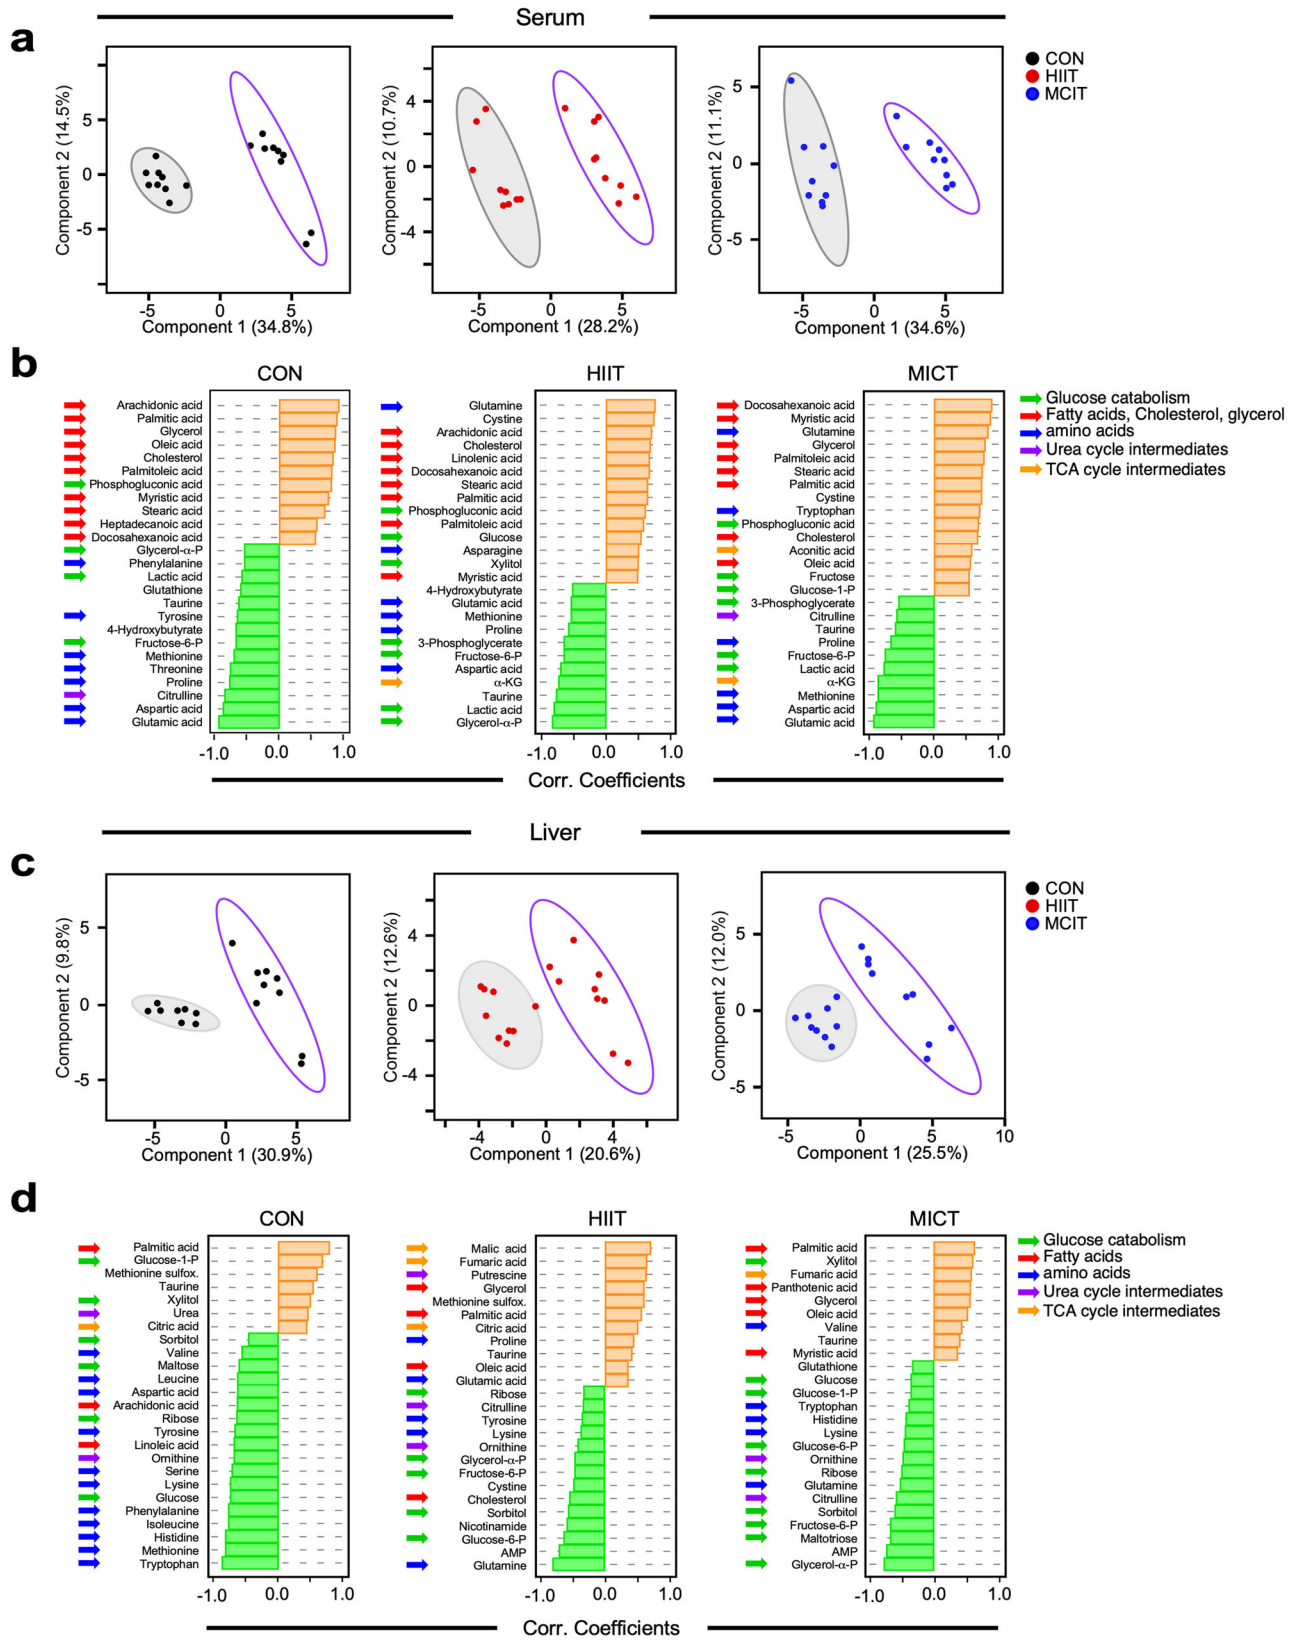 Serum
a
CON
HIIT
MCIT
Component 2 (14.5%)
5
0
-5
-5
0
5
Component 1 (34.8%)
Component 2 (10.7%)
4
0
-4
-5
0
5
Component 1 (28.2%)
Component 2 (11.1%)
5
0
-5
-5
0
5
Component 1 (34.6%)
b
CON
Arachidonic acid
Palmitic acid
Glycerol
Oleic acid
Cholesterol
Palmitoleic acid
Phosphogluconic acid
Myristic acid
Stearic acid
Heptadecanoic acid
Docosahexanoic acid
Glycerol-α-P
Phenylalanine
Lactic acid
Glutathione
Taurine
Tyrosine
4-Hydroxybutyrate
Fructose-6-P
Methionine
Threonine
Proline
Citrulline
Aspartic acid
Glutamic acid
-1.0 0.0 1.0
HIIT
Glutamine
Cystine
Arachidonic acid
Cholesterol
Linolenic acid
Docosahexanoic acid
Stearic acid
Palmitic acid
Phosphogluconic acid
Palmitoleic acid
Glucose
Asparagine
Xylitol
Myristic acid
4-Hydroxybutyrate
Glutamic acid
Methionine
Proline
3-Phosphoglycerate
Fructose-6-P
Aspartic acid
α-KG
Taurine
Lactic acid
Glycerol-α-P
-1.0 0.0 1.0
MICT
Docosahexanoic acid
Myristic acid
Glutamine
Glycerol
Palmitoleic acid
Stearic acid
Palmitic acid
Cystine
Tryptophan
Phosphogluconic acid
Cholesterol
Aconitic acid
Oleic acid
Fructose
Glucose-1-P
3-Phosphoglycerate
Citrulline
Taurine
Proline
Fructose-6-P
Lactic acid
α-KG
Methionine
Aspartic acid
Glutamic acid
-1.0 0.0 1.0
Glucose catabolism
Fatty acids, Cholesterol, glycerol
amino acids
Urea cycle intermediates
TCA cycle intermediates
Corr. Coefficients
Liver
c
CON
HIIT
MCIT
Component 2 (9.8%)
5
0
-5
-5
0
5
Component 1 (30.9%)
Component 2 (12.6%)
4
0
-4
-4
0
4
Component 1 (20.6%)
Component 2 (12.0%)
5
0
-5
-5
0
5
10
Component 1 (25.5%)
d
CON
Palmitic acid
Glucose-1-P
Methionine sulfox.
Taurine
Xylitol
Urea
Citric acid
Sorbitol
Valine
Maltose
Leucine
Aspartic acid
Arachidonic acid
Ribose
Tyrosine
Linoleic acid
Ornithine
Serine
Lysine
Glucose
Phenylalanine
Isoleucine
Histidine
Methionine
Tryptophan
-1.0 0.0 1.0
HIIT
Malic acid
Fumaric acid
Putrescine
Glycerol
Methionine sulfox.
Palmitic acid
Citric acid
Proline
Taurine
Oleic acid
Glutamic acid
Ribose
Citrulline
Tyrosine
Lysine
Ornithine
Glycerol-α-P
Fructose-6-P
Cystine
Cholesterol
Sorbitol
Nicotinamide
Glucose-6-P
AMP
Glutamine
-1.0 0.0 1.0
MICT
Palmitic acid
Xylitol
Fumaric acid
Panthotenic acid
Glycerol
Oleic acid
Valine
Taurine
Myristic acid
Glutathione
Glucose
Glucose-1-P
Tryptophan
Histidine
Lysine
Glucose-6-P
Ornithine
Ribose
Glutamine
Citrulline
Sorbitol
Fructose-6-P
Maltotriose
AMP
Glycerol-α-P
-1.0 0.0 1.0
Glucose catabolism
Fatty acids
amino acids
Urea cycle intermediates
TCA cycle intermediates
Corr. Coefficients